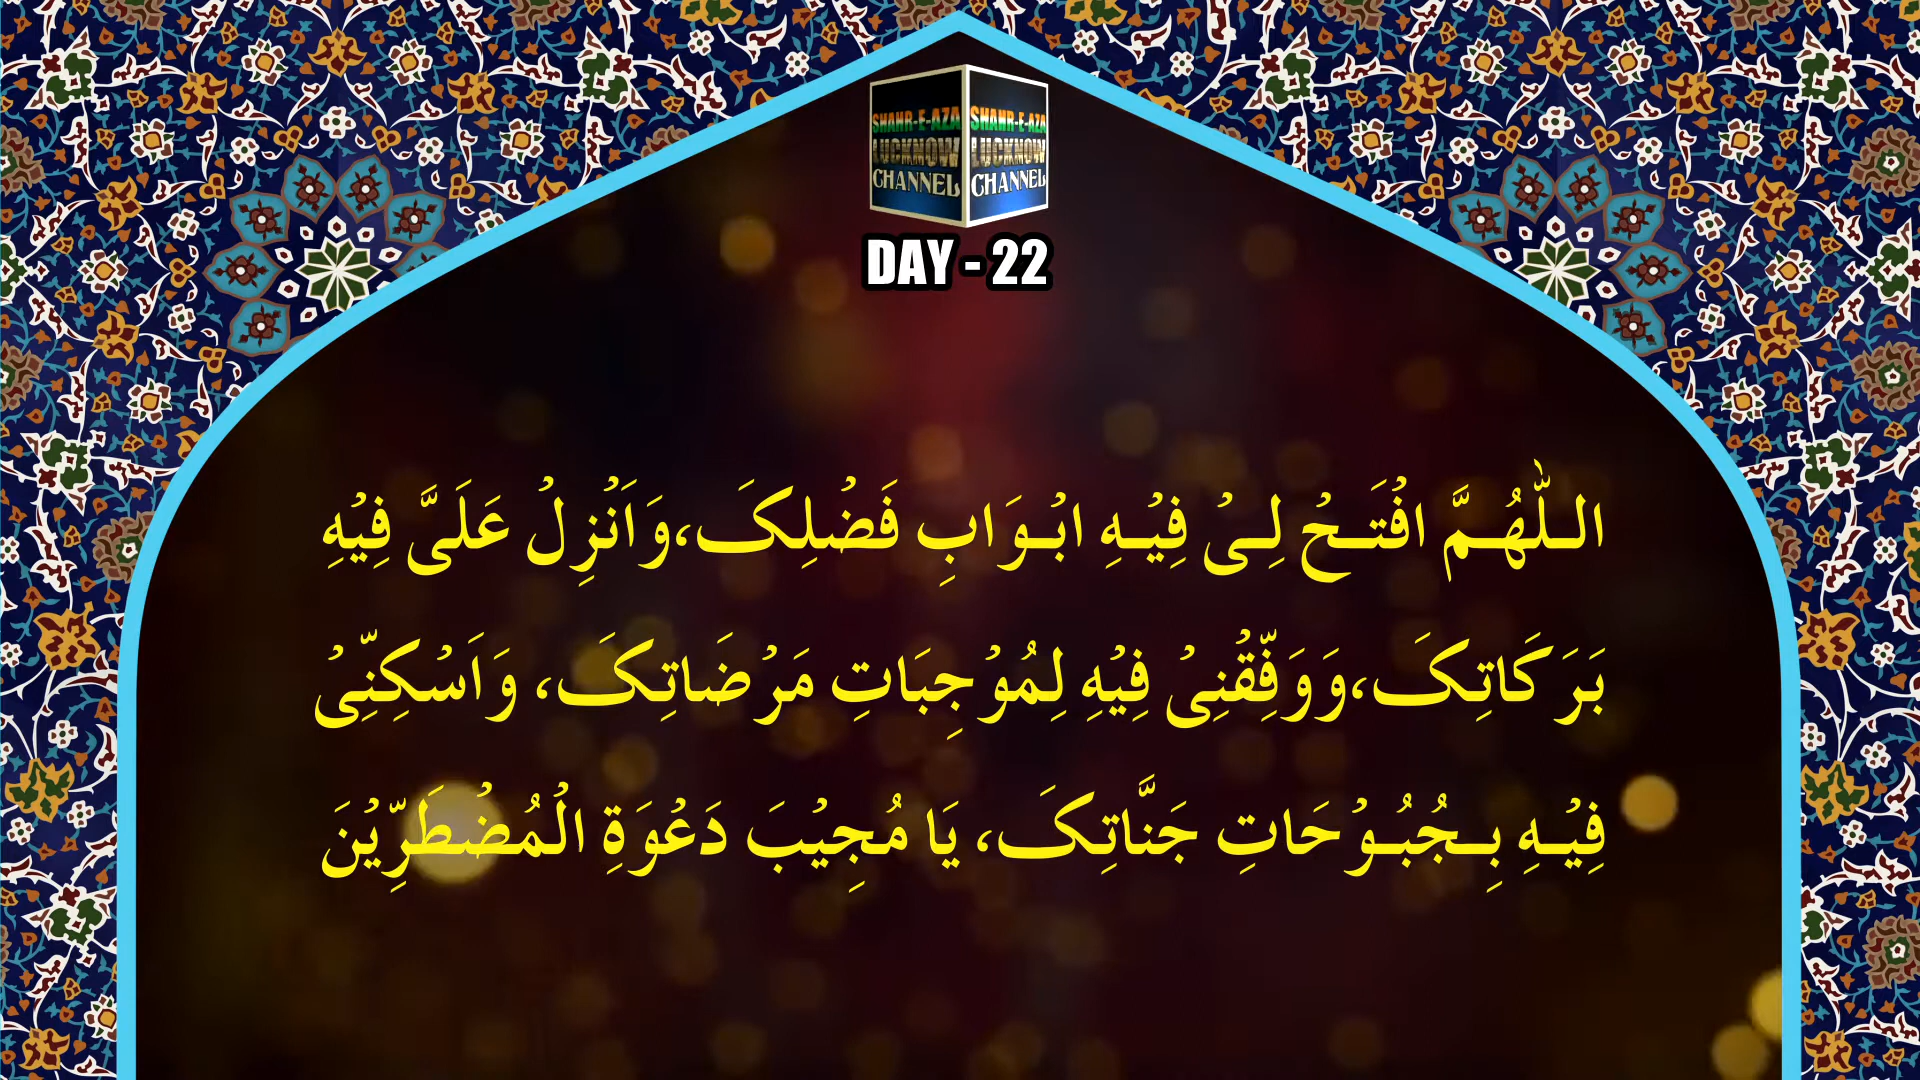 SHAHR-E-AZA SHAHR-E-AZA
LUCKNOW LUCKNOW
CHANNEL CHANNEL
DAY - 22
اللّٰهُمَّ افْتَحْ لِیْ فِیْهِ ابْوَابِ فَضْلِکَ،وَاَنْزِلْ عَلَیَّ فِیْهِ
بَرَکَاتِکَ،وَوَفِّقْنِیْ فِیْهِ لِمُوْجِبَاتِ مَرْضَاتِکَ، وَاَسْکِنِّیْ
فِیْهِ بِجُبُوْحَاتِ جَنَّاتِکَ، یَا مُجِیْبَ دَعْوَةِ الْمُضْطَرِّیْنَ